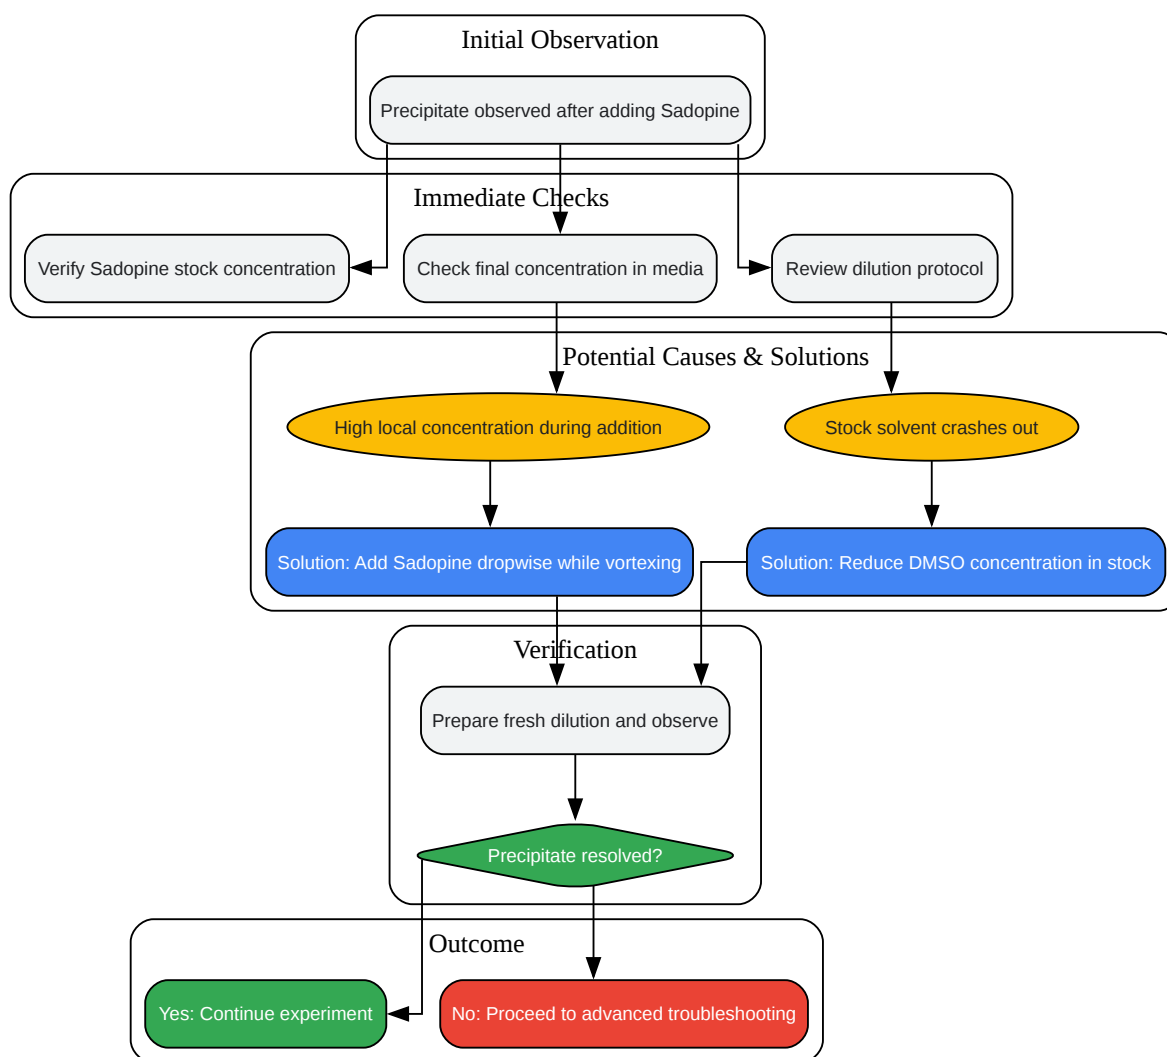 Initial Observation
Precipitate observed after adding Sadopine
Immediate Checks
Verify Sadopine stock concentration
Check final concentration in media
Review dilution protocol
Potential Causes & Solutions
High local concentration during addition
Stock solvent crashes out
Solution: Add Sadopine dropwise while vortexing
Solution: Reduce DMSO concentration in stock
Verification
Prepare fresh dilution and observe
Precipitate resolved?
Outcome
Yes: Continue experiment
No: Proceed to advanced troubleshooting